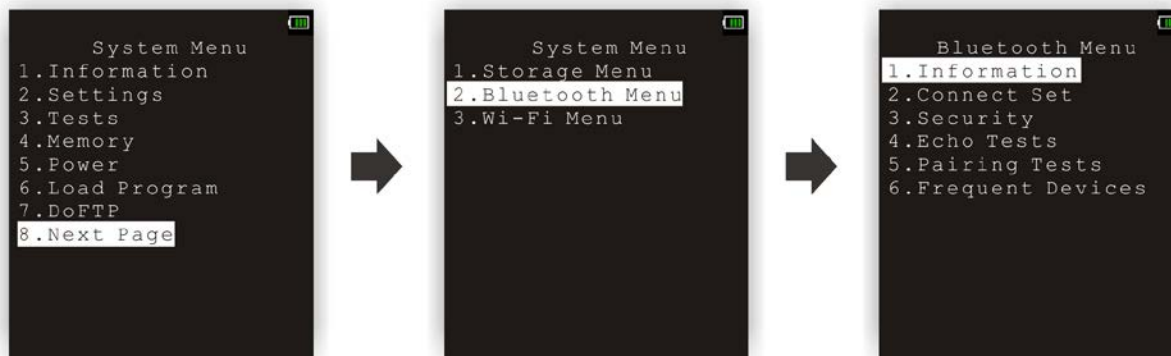 System Menu
1.Information
2.Settings
3.Tests
4.Memory
5.Power
6.Load Program
7.DoFTP
8.Next Page
System Menu
1.Storage Menu
2.Bluetooth Menu
3.Wi-Fi Menu
Bluetooth Menu
1.Information
2.Connect Set
3.Security
4.Echo Tests
5.Pairing Tests
6.Frequent Devices